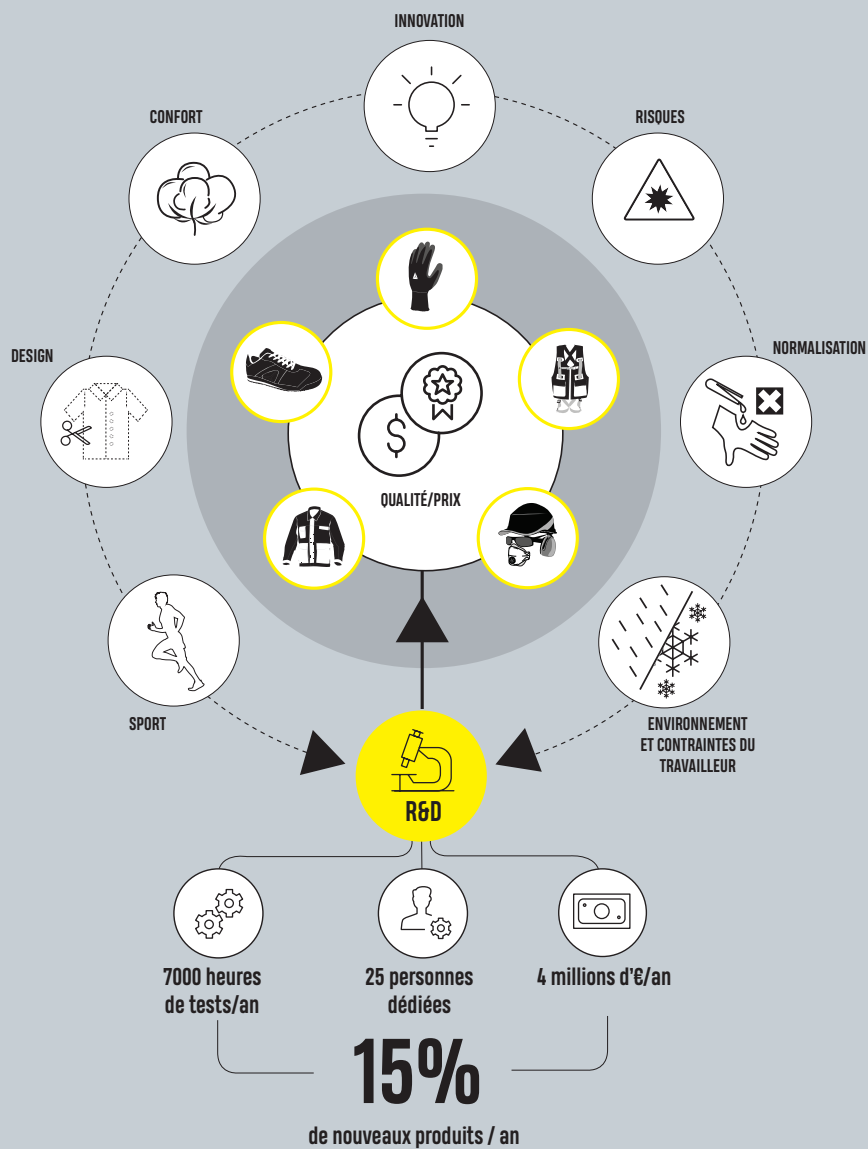 INNOVATION
CONFORT
RISQUES
DESIGN
NORMALISATION
$
QUALITÉ/PRIX
SPORT
ENVIRONNEMENT
ET CONTRAINTES DU
TRAVAILLEUR
R&D
7000 heures
de tests/an
25 personnes
dédiées
4 millions d'€/an
15%
de nouveaux produits / an